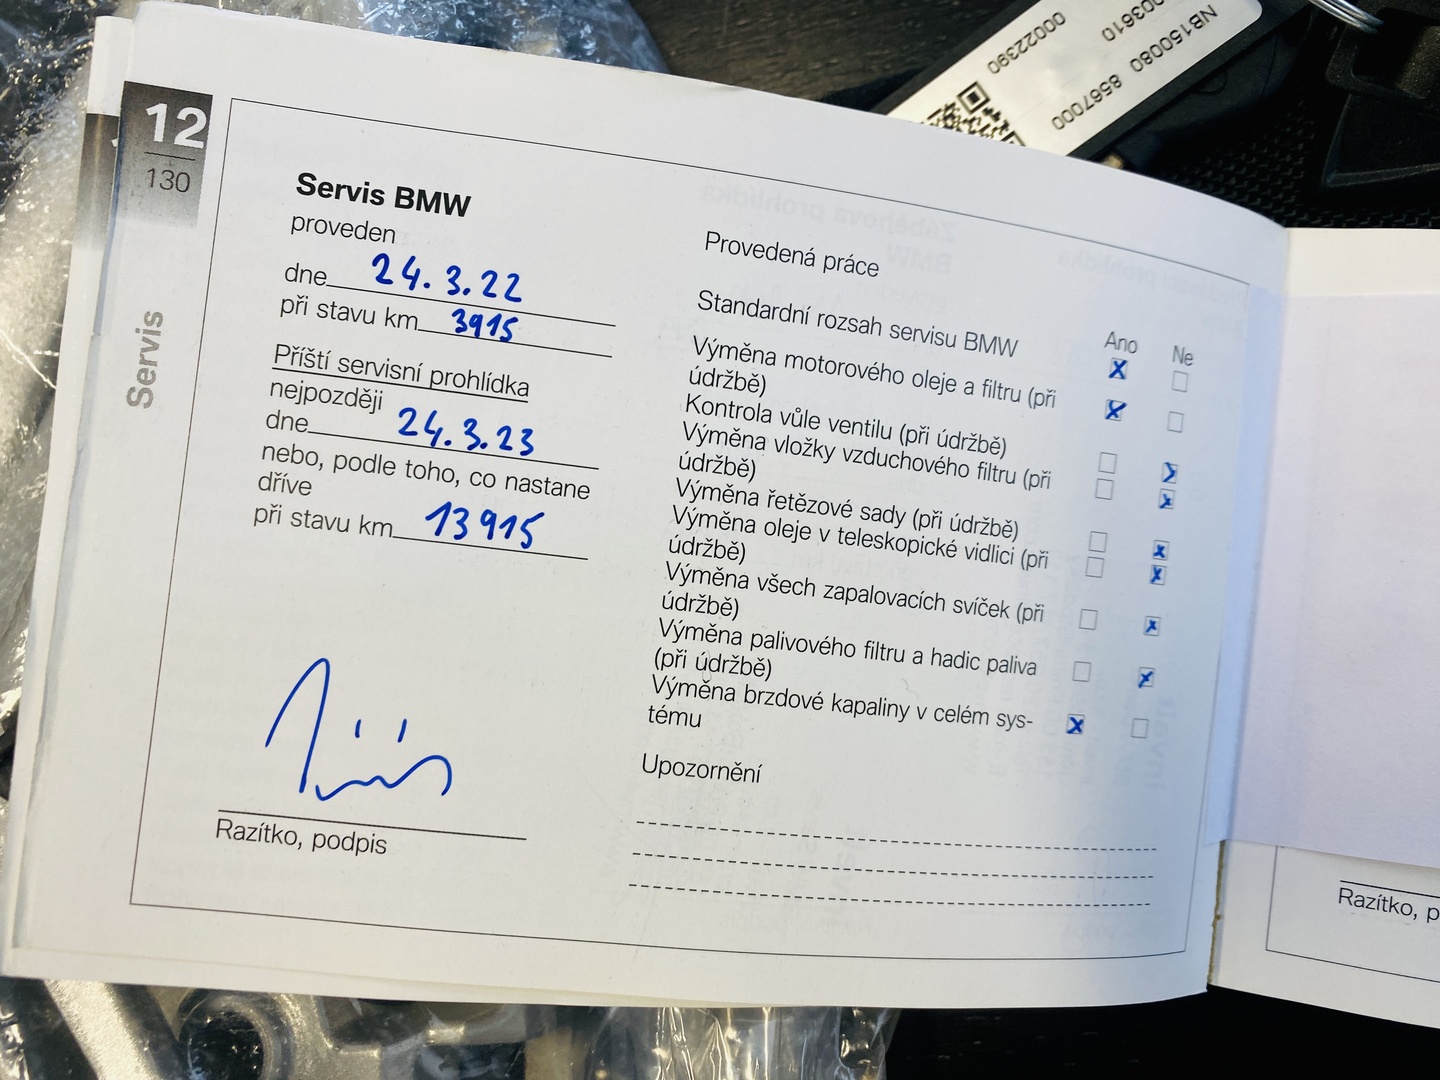 12
130
Servis
Servis BMW
proveden
dne 24.3.22
při stavu km 3915
Příští servisní prohlídka
nejpozději
dne 24.3.23
nebo, podle toho, co nastane
dříve
při stavu km 13915
Razítko, podpis
Provedená práce
Ano Ne
Standardní rozsah servisu BMW
Výměna motorového oleje a filtru (při
údržbě)
Kontrola vůle ventilu (při údržbě)
Výměna vložky vzduchového filtru (při
údržbě)
Výměna řetězové sady (při údržbě)
Výměna oleje v teleskopické vidlici (při
údržbě)
Výměna všech zapalovacích svíček (při
údržbě)
Výměna palivového filtru a hadic paliva
(při údržbě)
Výměna brzdové kapaliny v celém sys-
tému
Upozornění
NB150080 8567000
00022390
Razítko, p